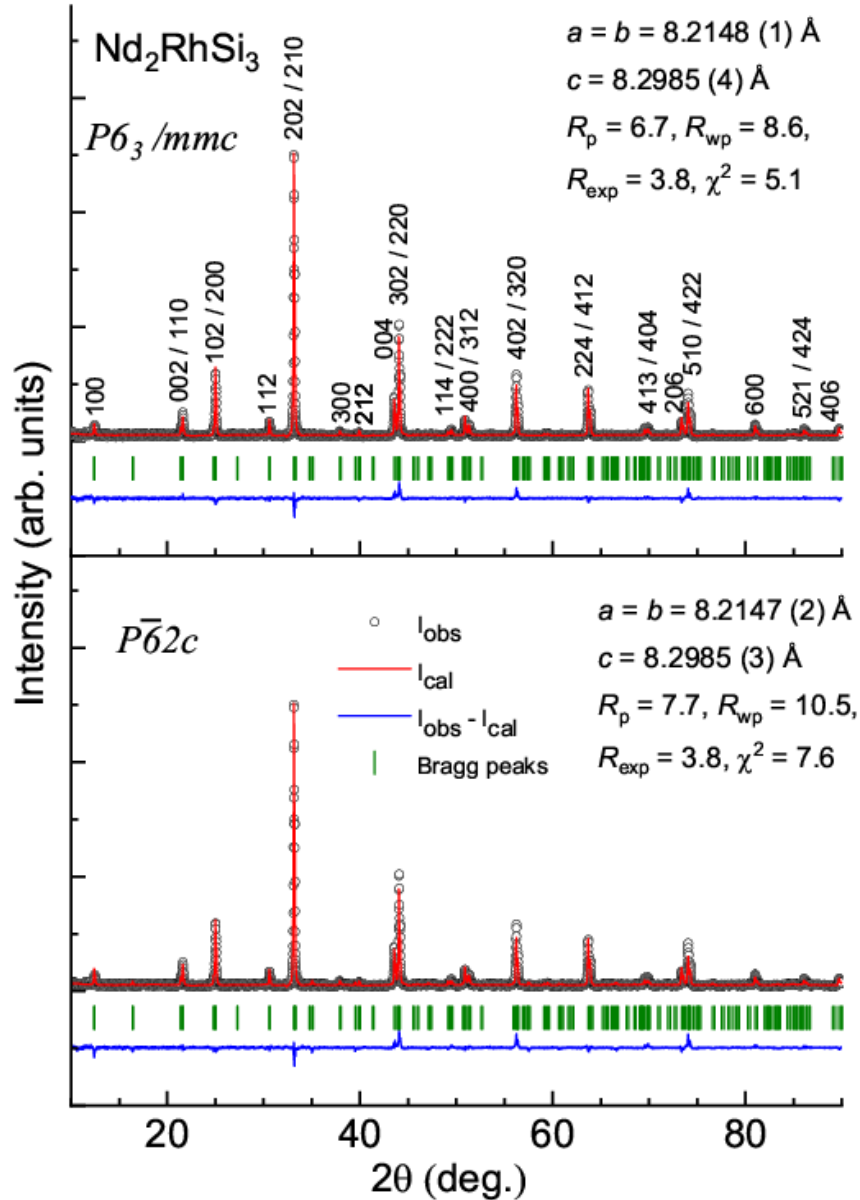 Nd₂RhSi₃
P6₃ /mmc
a = b = 8.2148 (1) Å
c = 8.2985 (4) Å
Rp = 6.7, Rwp = 8.6,
Rexp = 3.8, χ² = 5.1
100
002 / 110
102 / 200
112
202 / 210
300
212
004
302 / 220
114 / 222
400 / 312
402 / 320
224 / 412
413 / 404
206
510 / 422
600
521 / 424
406
Intensity (arb. units)
P6̅2c
Iobs
Ical
Iobs - Ical
Bragg peaks
a = b = 8.2147 (2) Å
c = 8.2985 (3) Å
Rp = 7.7, Rwp = 10.5,
Rexp = 3.8, χ² = 7.6
20 40 60 80
2θ (deg.)